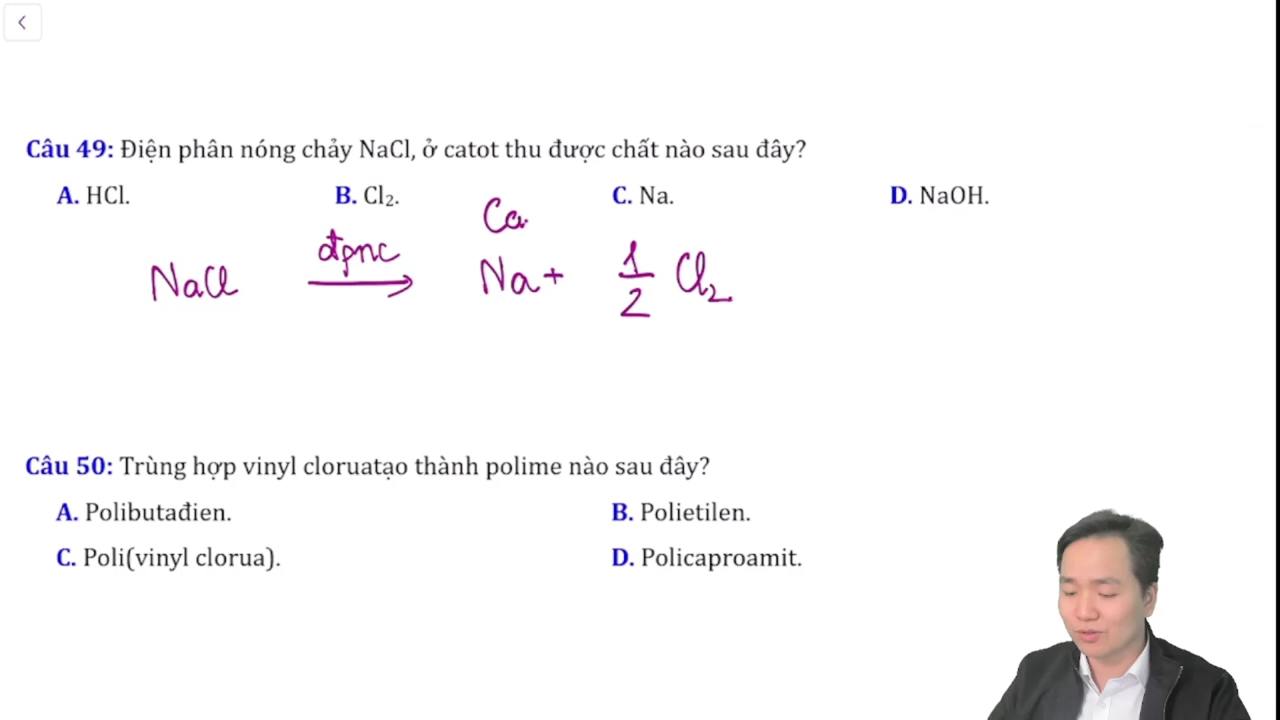 Câu 49: Điện phân nóng chảy NaCl, ở catot thu được chất nào sau đây?
A. HCl. B. Cl₂. C. Na. D. NaOH.
Ca
NaCl đpnc → Na + 1/2 Cl₂
Câu 50: Trùng hợp vinyl cloruatạo thành polime nào sau đây?
A. Polibutađien. B. Polietilen.
C. Poli(vinyl clorua). D. Policaproamit.